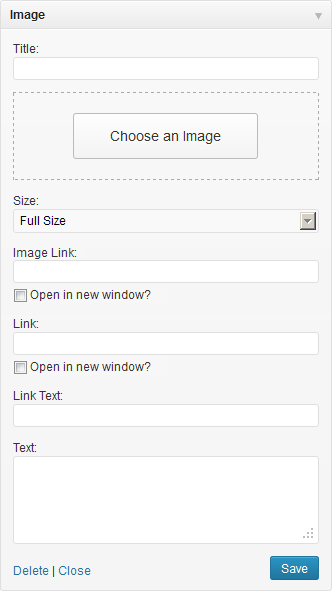 Image
Title:
Choose an Image
Size:
Full Size
Image Link:
Open in new window?
Link:
Open in new window?
Link Text:
Text:
Delete | Close
Save